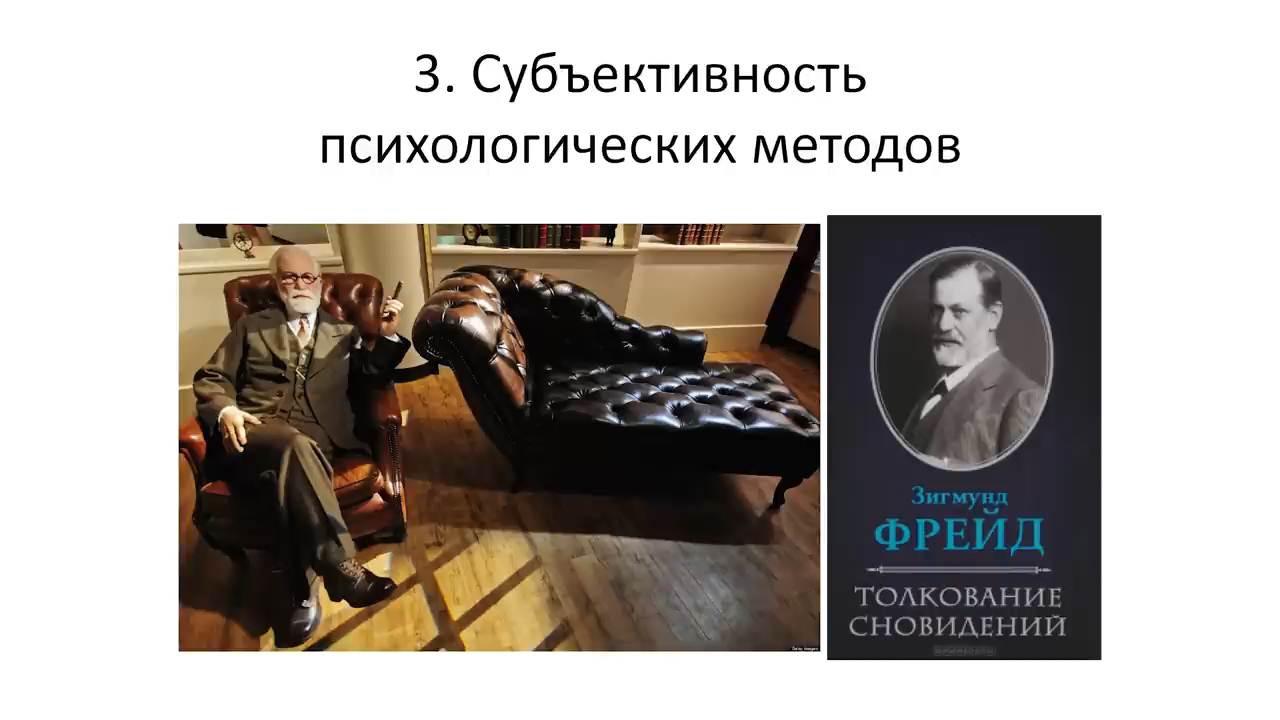 3. Субъективность
психологических методов
Зигмунд
ФРЕЙД
ТОЛКОВАНИЕ
СНОВИДЕНИЙ